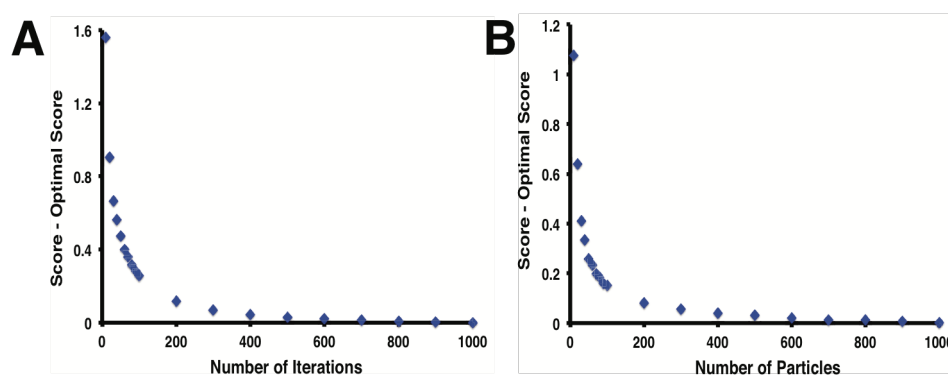 A
Score - Optimal Score
1.6
1.2
0.8
0.4
0
0 200 400 600 800 1000
Number of Iterations
B
Score - Optimal Score
1.2
1
0.8
0.6
0.4
0.2
0
0 200 400 600 800 100
Number of Particles